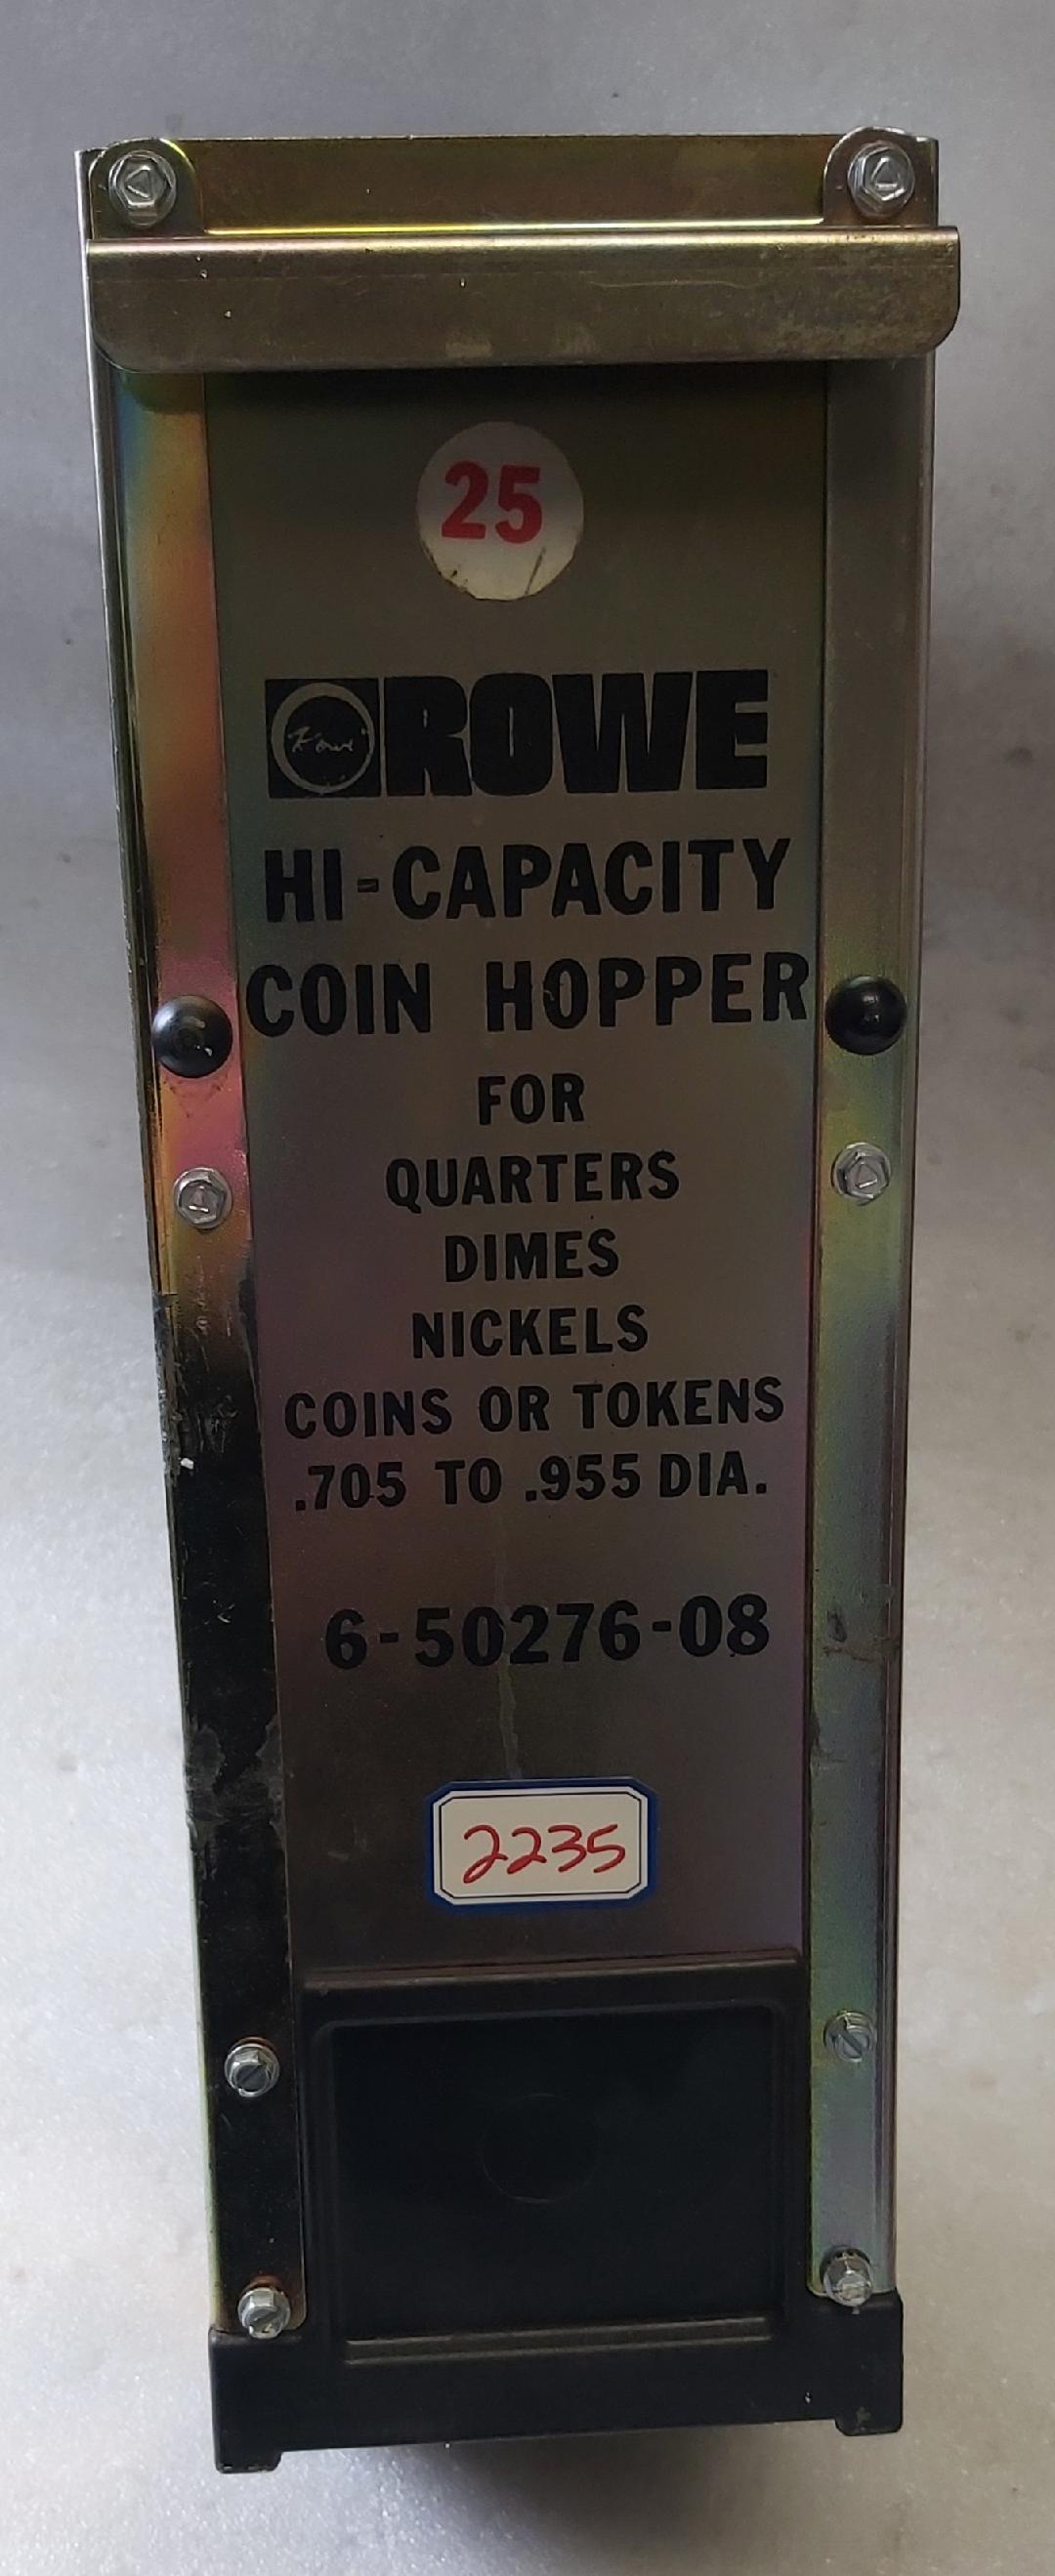 25
Rowe ROWE
HI-CAPACITY
COIN HOPPER
FOR
QUARTERS
DIMES
NICKELS
COINS OR TOKENS
.705 TO .955 DIA.
6-50276-08
2235